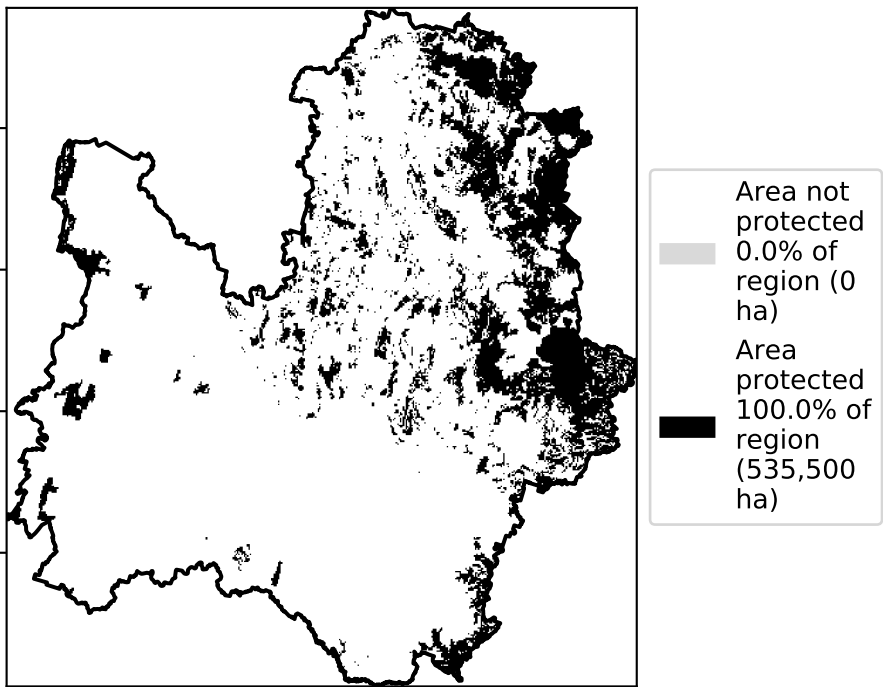 Area not
protected
0.0% of
region (0
ha)
Area
protected
100.0% of
region
(535,500
ha)